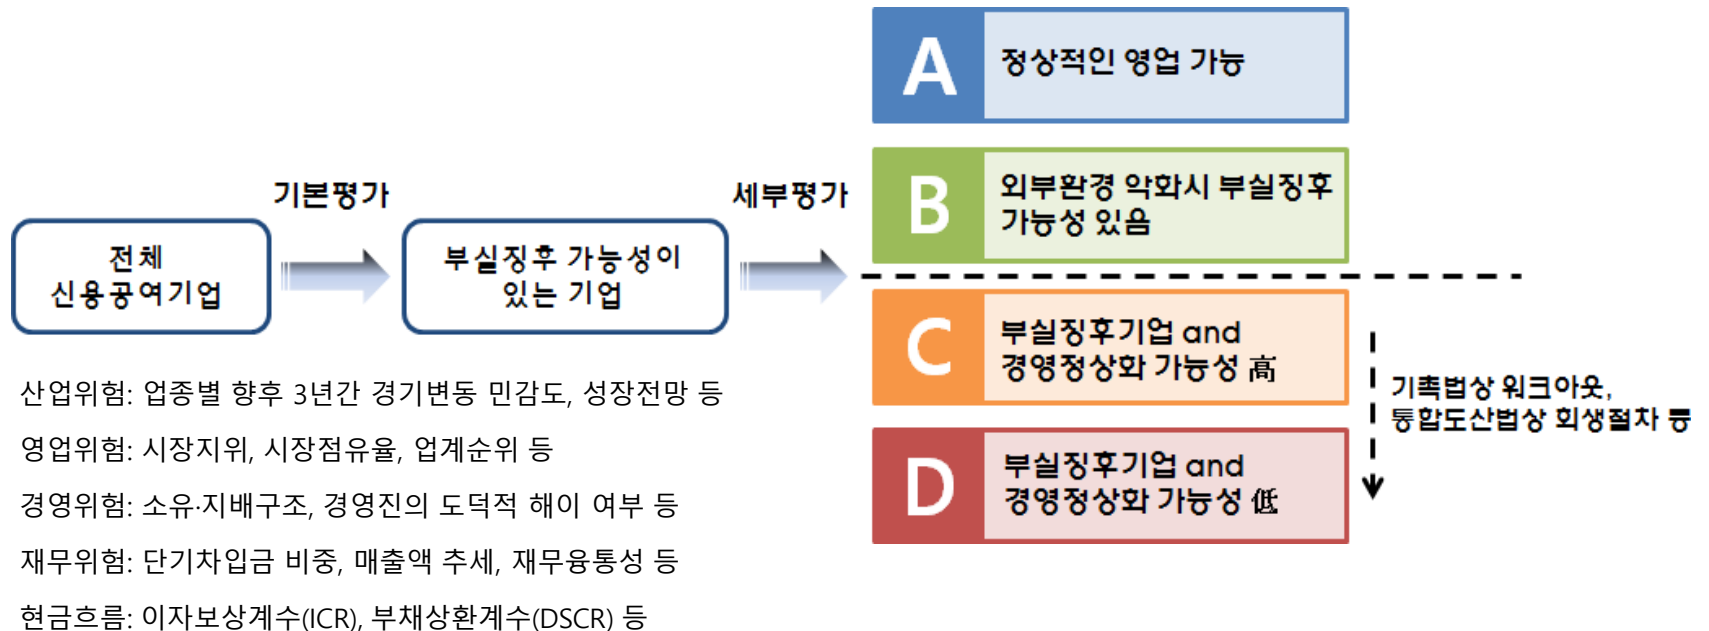 기본평가
세부평가
전체
신용공여기업
부실징후 가능성이
있는 기업
A
정상적인 영업 가능
B
외부환경 악화시 부실징후
가능성 있음
C
부실징후기업 and
경영정상화 가능성 高
D
부실징후기업 and
경영정상화 가능성 低
기촉법상 워크아웃,
통합도산법상 회생절차 등
산업위험: 업종별 향후 3년간 경기변동 민감도, 성장전망 등
영업위험: 시장지위, 시장점유율, 업계순위 등
경영위험: 소유·지배구조, 경영진의 도덕적 해이 여부 등
재무위험: 단기차입금 비중, 매출액 추세, 재무융통성 등
현금흐름: 이자보상계수(ICR), 부채상환계수(DSCR) 등